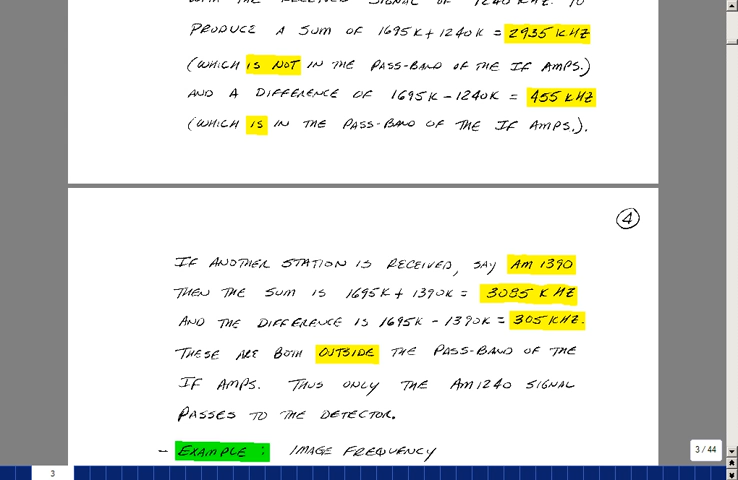 PRODUCE A SUM OF 1695K + 1240K = 2935 KHZ
(WHICH IS NOT IN THE PASS-BAND OF THE IF AMPS.)
AND A DIFFERENCE OF 1695K - 1240K = 455 KHZ
(WHICH IS IN THE PASS-BAND OF THE IF AMPS.).
4
IF ANOTHER STATION IS RECEIVED, SAY AM 1390
THEN THE SUM IS 1695K + 1390K = 3085 KHZ
AND THE DIFFERENCE IS 1695K - 1390K = 305 KHZ.
THESE ARE BOTH OUTSIDE THE PASS-BAND OF THE
IF AMPS. THUS ONLY THE AM 1240 SIGNAL
PASSES TO THE DETECTOR.
- EXAMPLE: IMAGE FREQUENCY
3 / 44
3